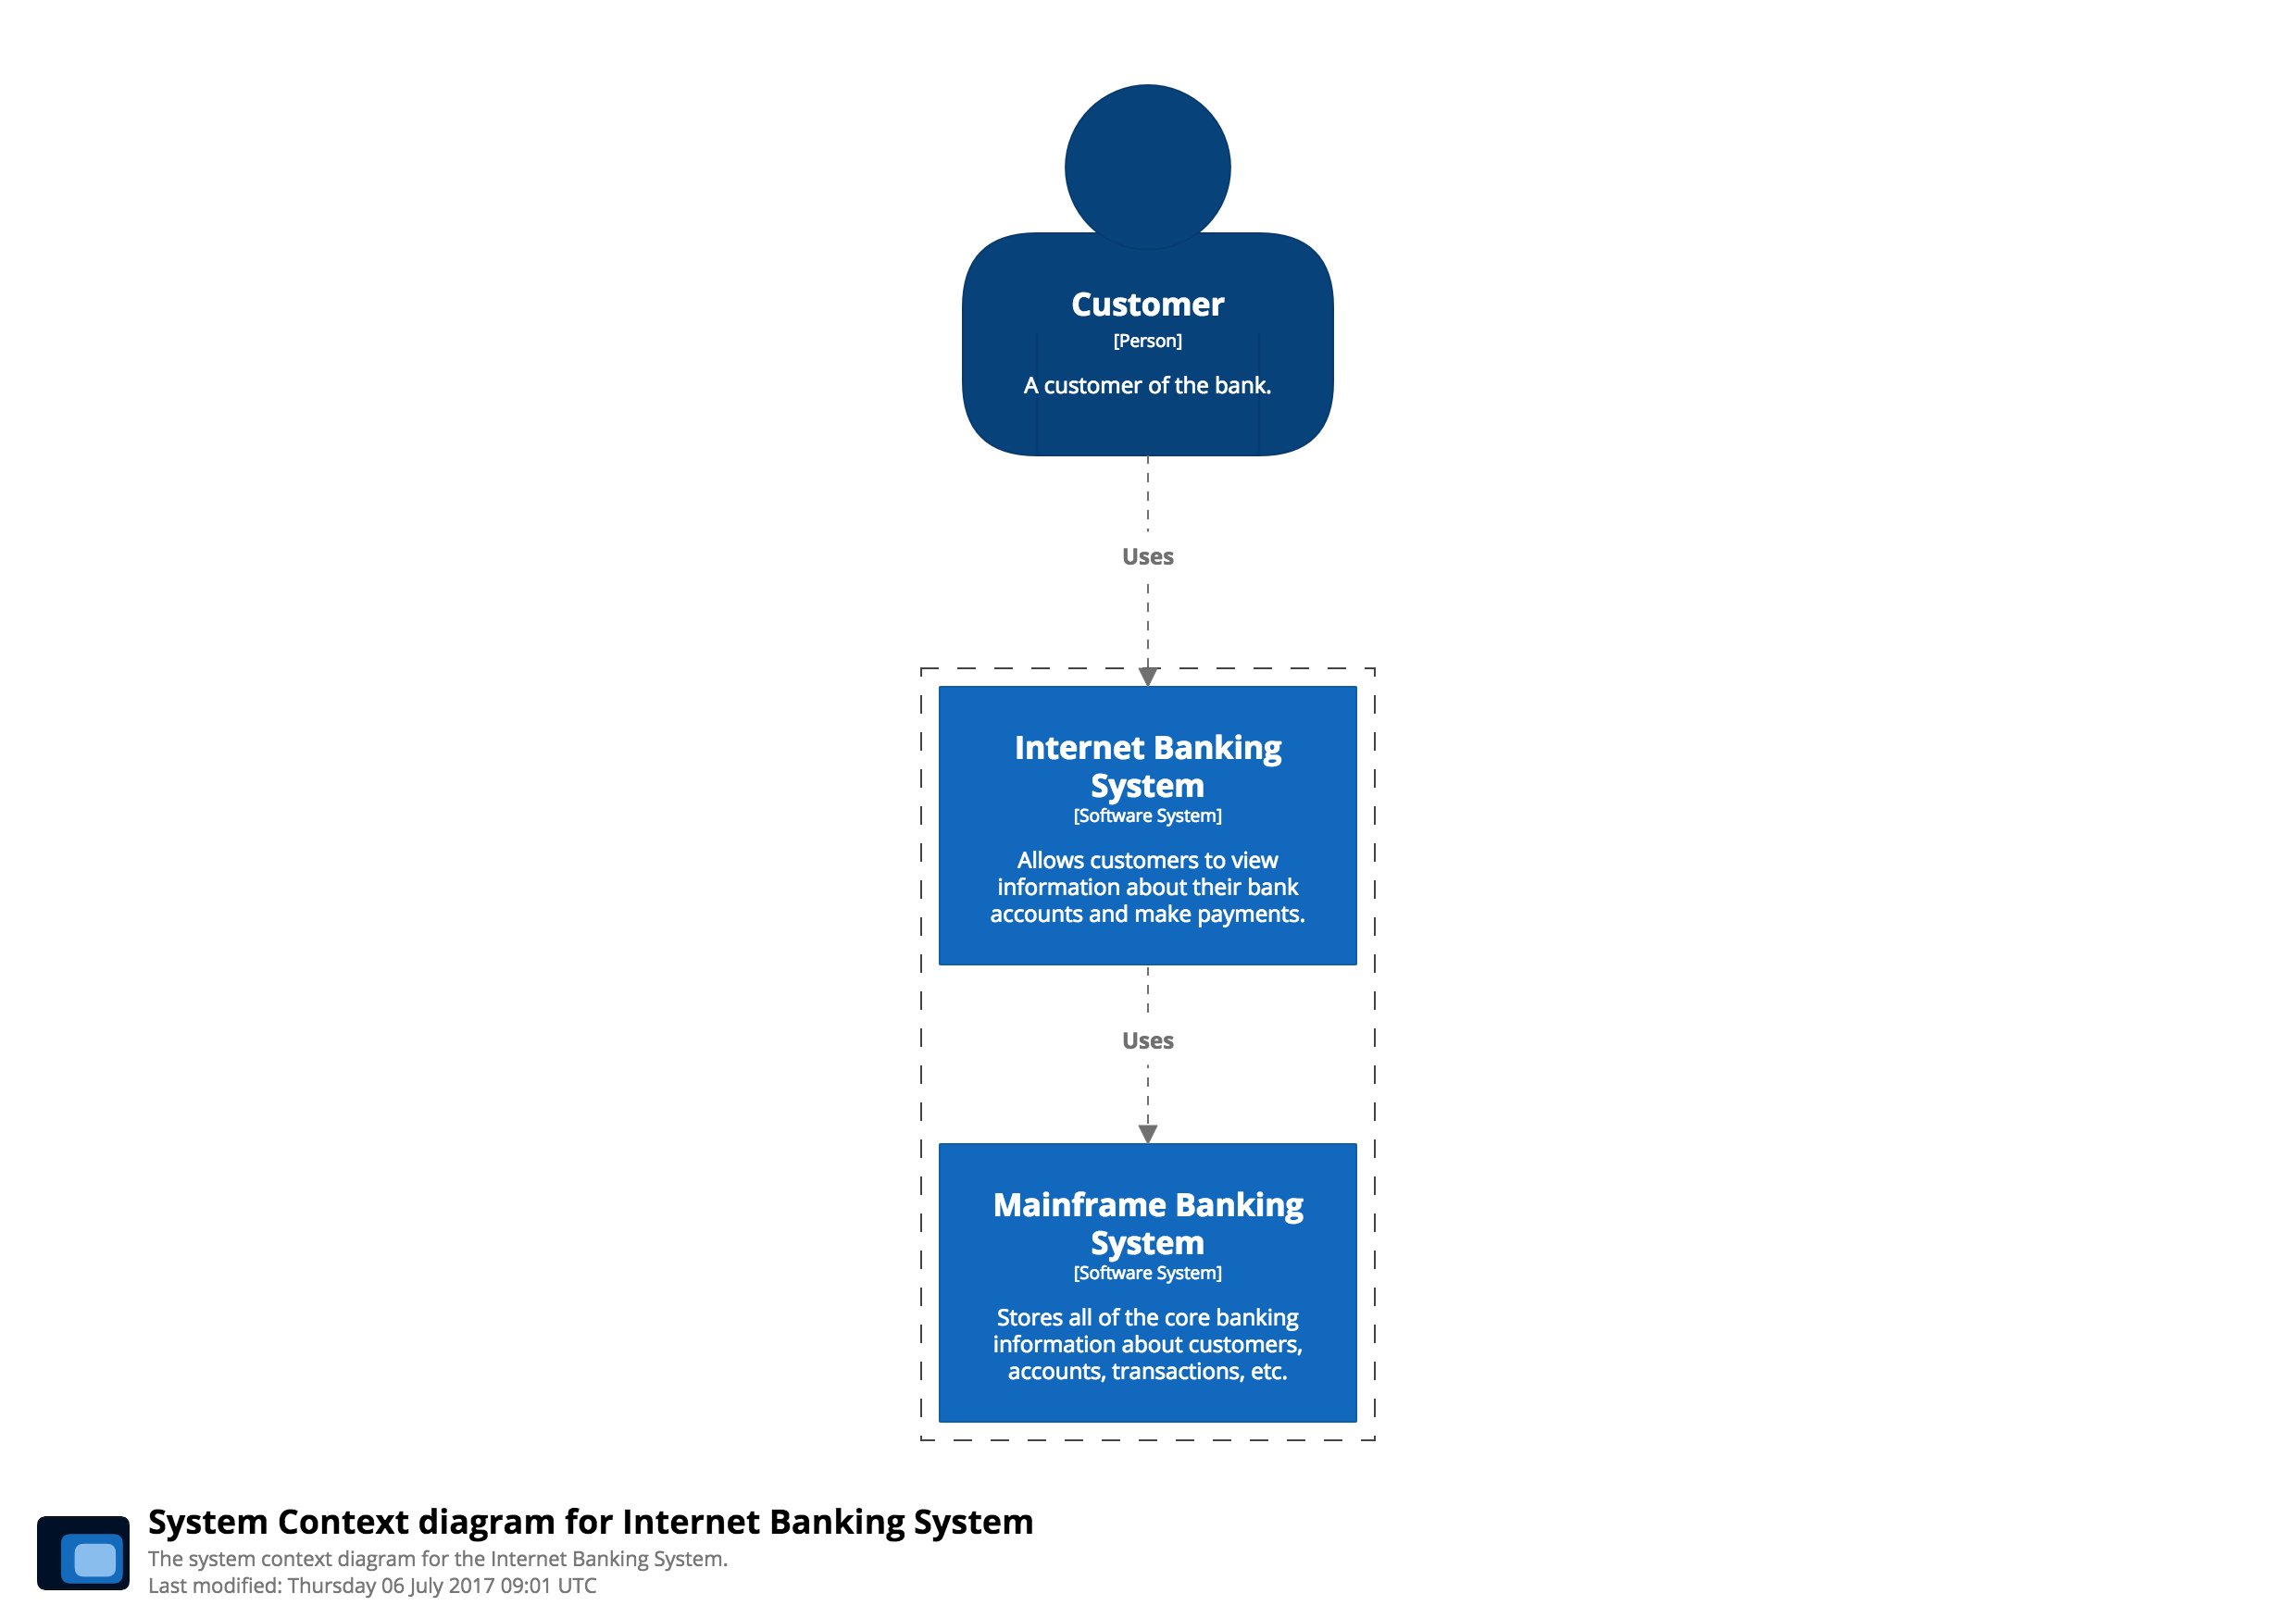 Customer
[Person]
A customer of the bank.
Uses
Internet Banking
System
[Software System]
Allows customers to view
information about their bank
accounts and make payments.
Uses
Mainframe Banking
System
[Software System]
Stores all of the core banking
information about customers,
accounts, transactions, etc.
System Context diagram for Internet Banking System
The system context diagram for the Internet Banking System.
Last modified: Thursday 06 July 2017 09:01 UTC